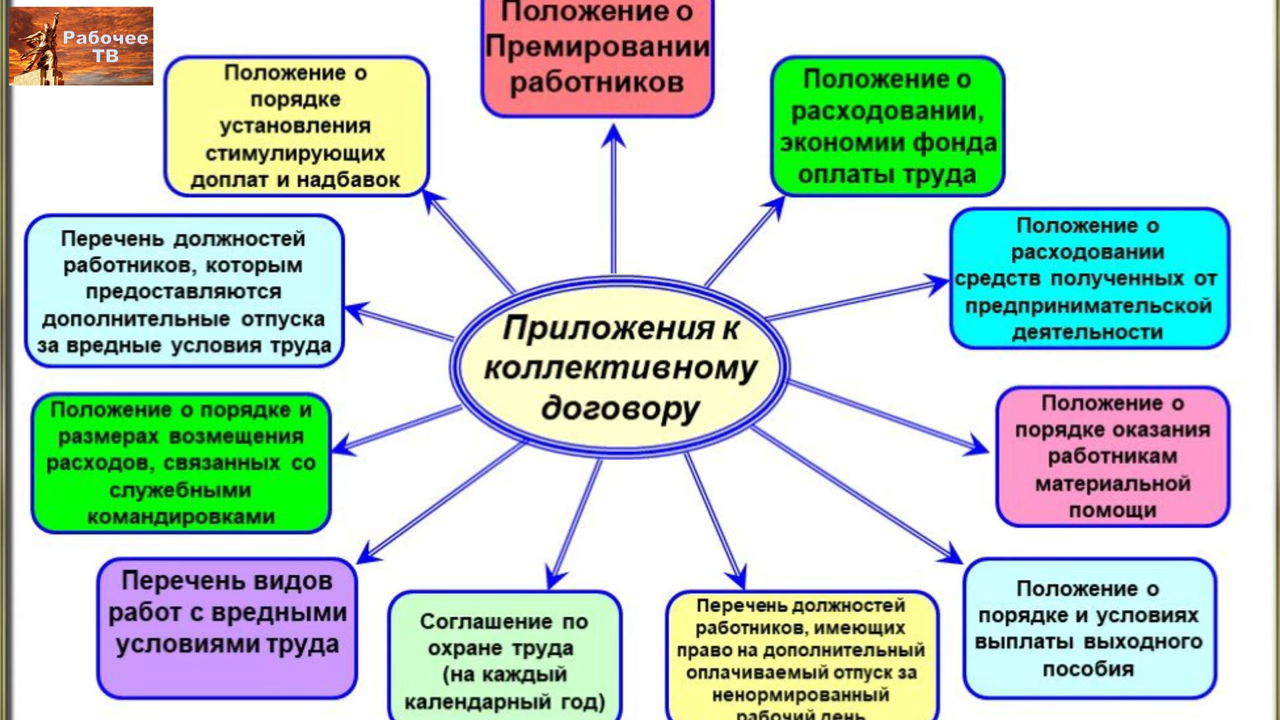 Рабочее
ТВ
Положение о
Премировании
работников
Положение о
порядке
установления
стимулирующих
доплат и надбавок
Положение о
расходовании,
экономии фонда
оплаты труда
Перечень должностей
работников, которым
предоставляются
дополнительные отпуска
за вредные условия труда
Положение о
расходовании
средств полученных от
предпринимательской
деятельности
Приложения к
коллективному
договору
Положение о порядке и
размерах возмещения
расходов, связанных со
служебными
командировками
Положение о
порядке оказания
работникам
материальной
помощи
Перечень видов
работ с вредными
условиями труда
Соглашение по
охране труда
(на каждый
календарный год)
Перечень должностей
работников, имеющих
право на дополнительный
оплачиваемый отпуск за
ненормированный
рабочий день
Положение о
порядке и условиях
выплаты выходного
пособия